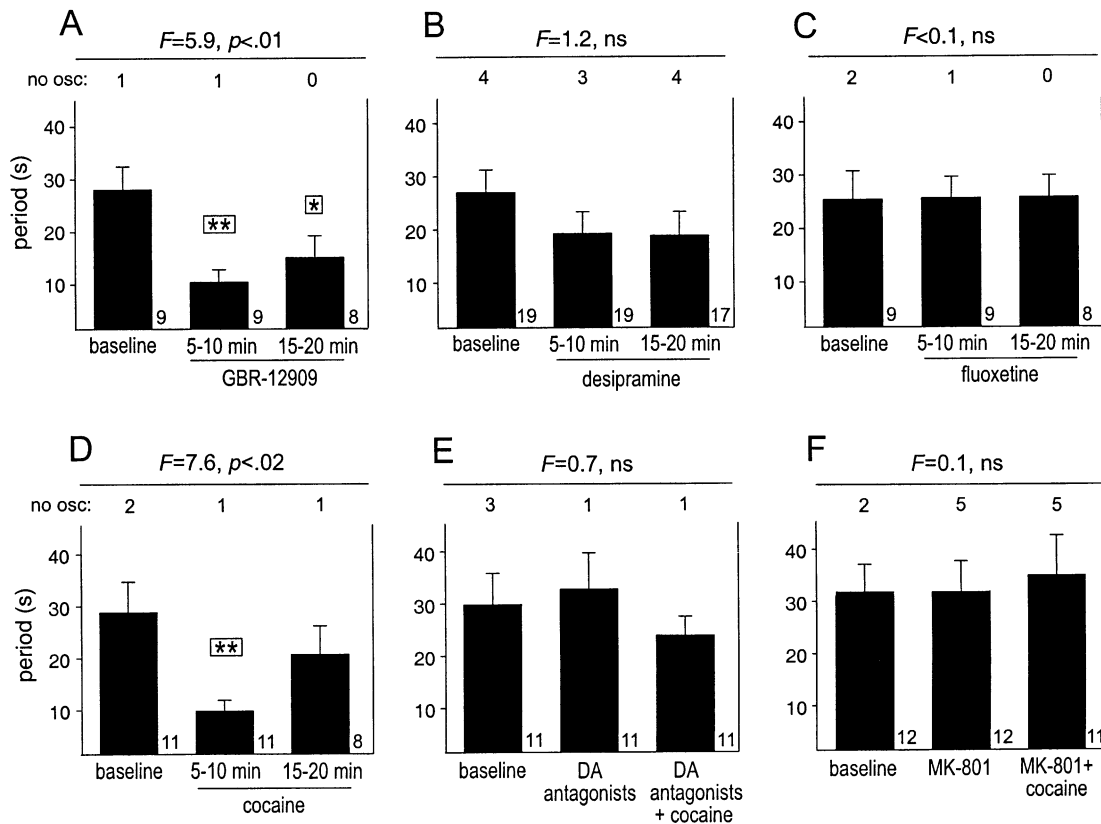 A
F=5.9, p<.01
no osc: 1 1 0
period (s)
40
30
20
10
** *
9 9 8
baseline 5-10 min 15-20 min
GBR-12909
B
F=1.2, ns
4 3 4
40
30
20
10
19 19 17
baseline 5-10 min 15-20 min
desipramine
C
F<0.1, ns
2 1 0
40
30
20
10
9 9 8
baseline 5-10 min 15-20 min
fluoxetine
D
F=7.6, p<.02
no osc: 2 1 1
period (s)
40
30
20
10
**
11 11 8
baseline 5-10 min 15-20 min
cocaine
E
F=0.7, ns
3 1 1
40
30
20
10
11 11 11
baseline DA DA
antagonists antagonists
+ cocaine
F
F=0.1, ns
2 5 5
40
30
20
10
12 12 11
baseline MK-801 MK-801+
cocaine